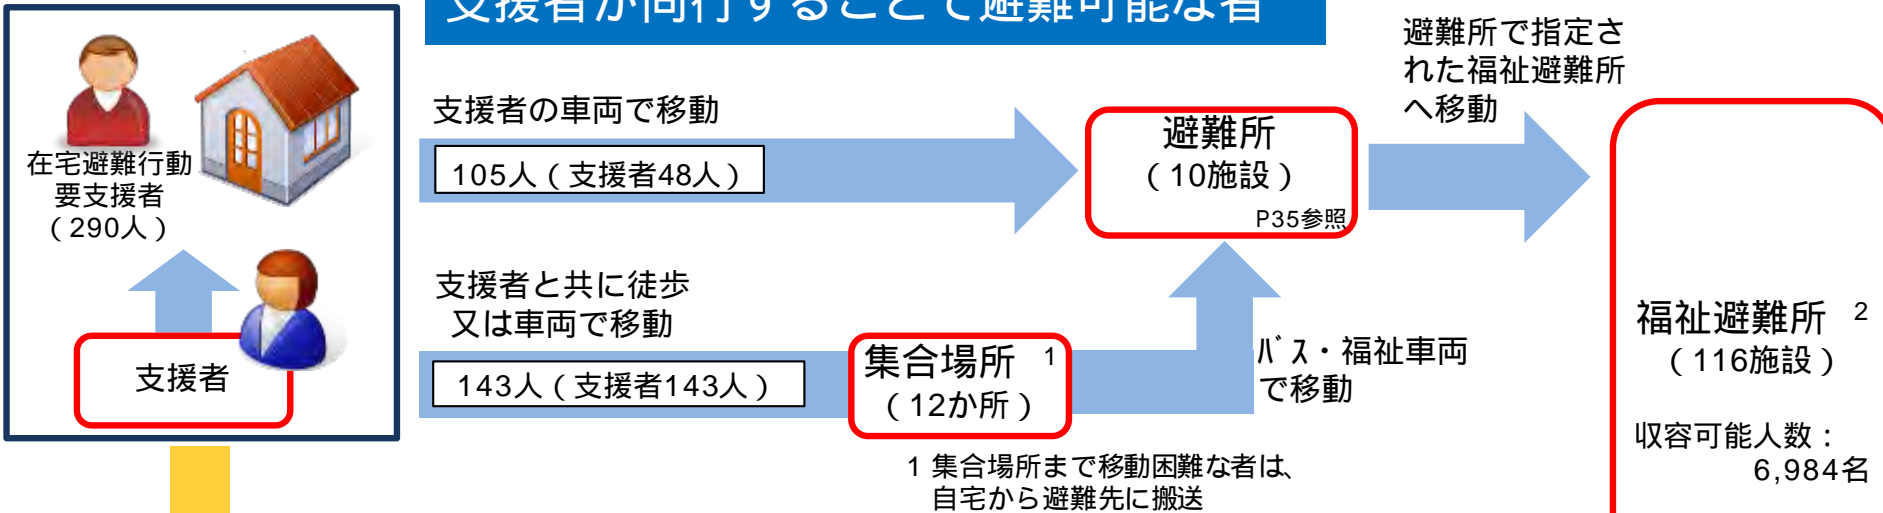 支援者が同行することで避難可能な者
在宅避難行動
要支援者
（290人）
支援者
支援者の車両で移動
105人（支援者48人）
支援者と共に徒歩
又は車両で移動
143人（支援者143人）
集合場所 1
（12か所）
1 集合場所まで移動困難な者は、
自宅から避難先に搬送
避難所
（10施設）
P35参照
バス・福祉車両
で移動
避難所で指定さ
れた福祉避難所
へ移動
福祉避難所 2
（116施設）
収容可能人数：
6,984名